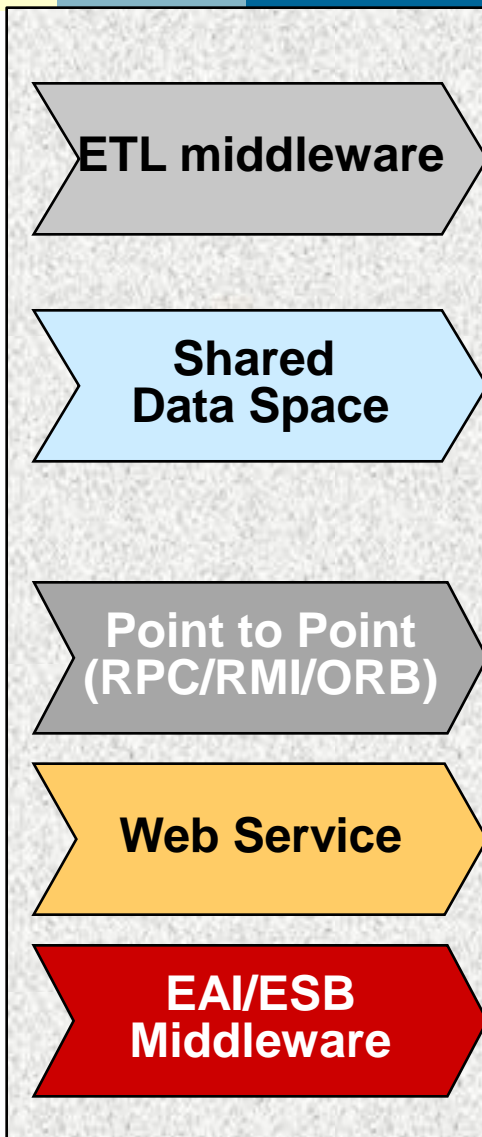 ETL middleware
Shared
Data Space
Point to Point
(RPC/RMI/ORB)
Web Service
EAI/ESB
Middleware